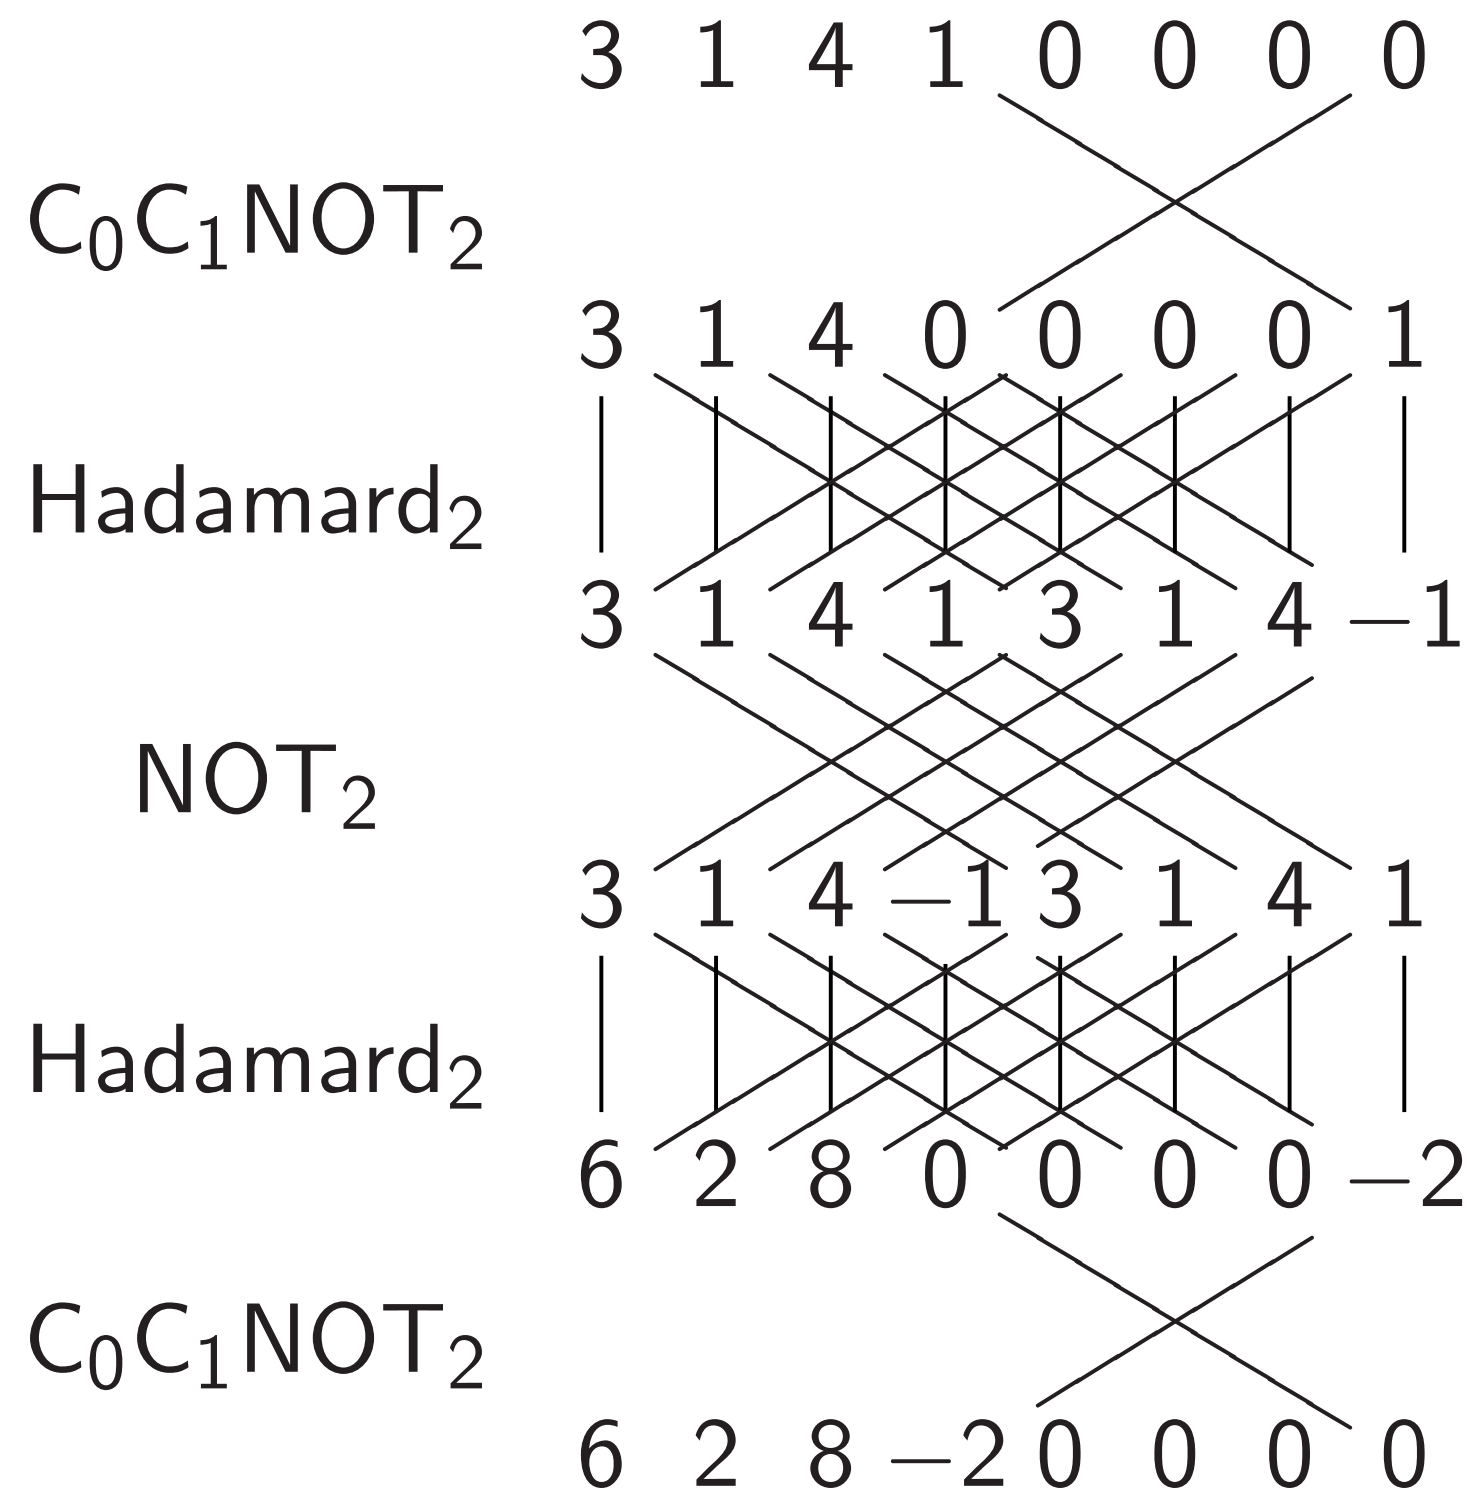 3 1 4 1 0 0 0 0
C₀C₁NOT₂
3 1 4 0 0 0 0 1
Hadamard₂
3 1 4 1 3 1 4 −1
NOT₂
3 1 4 −1 3 1 4 1
Hadamard₂
6 2 8 0 0 0 0 −2
C₀C₁NOT₂
6 2 8 −2 0 0 0 0